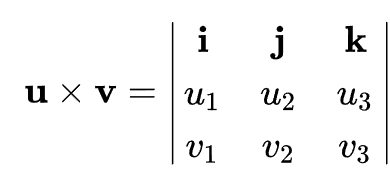 i j k
u × v = u₁ u₂ u₃
v₁ v₂ v₃